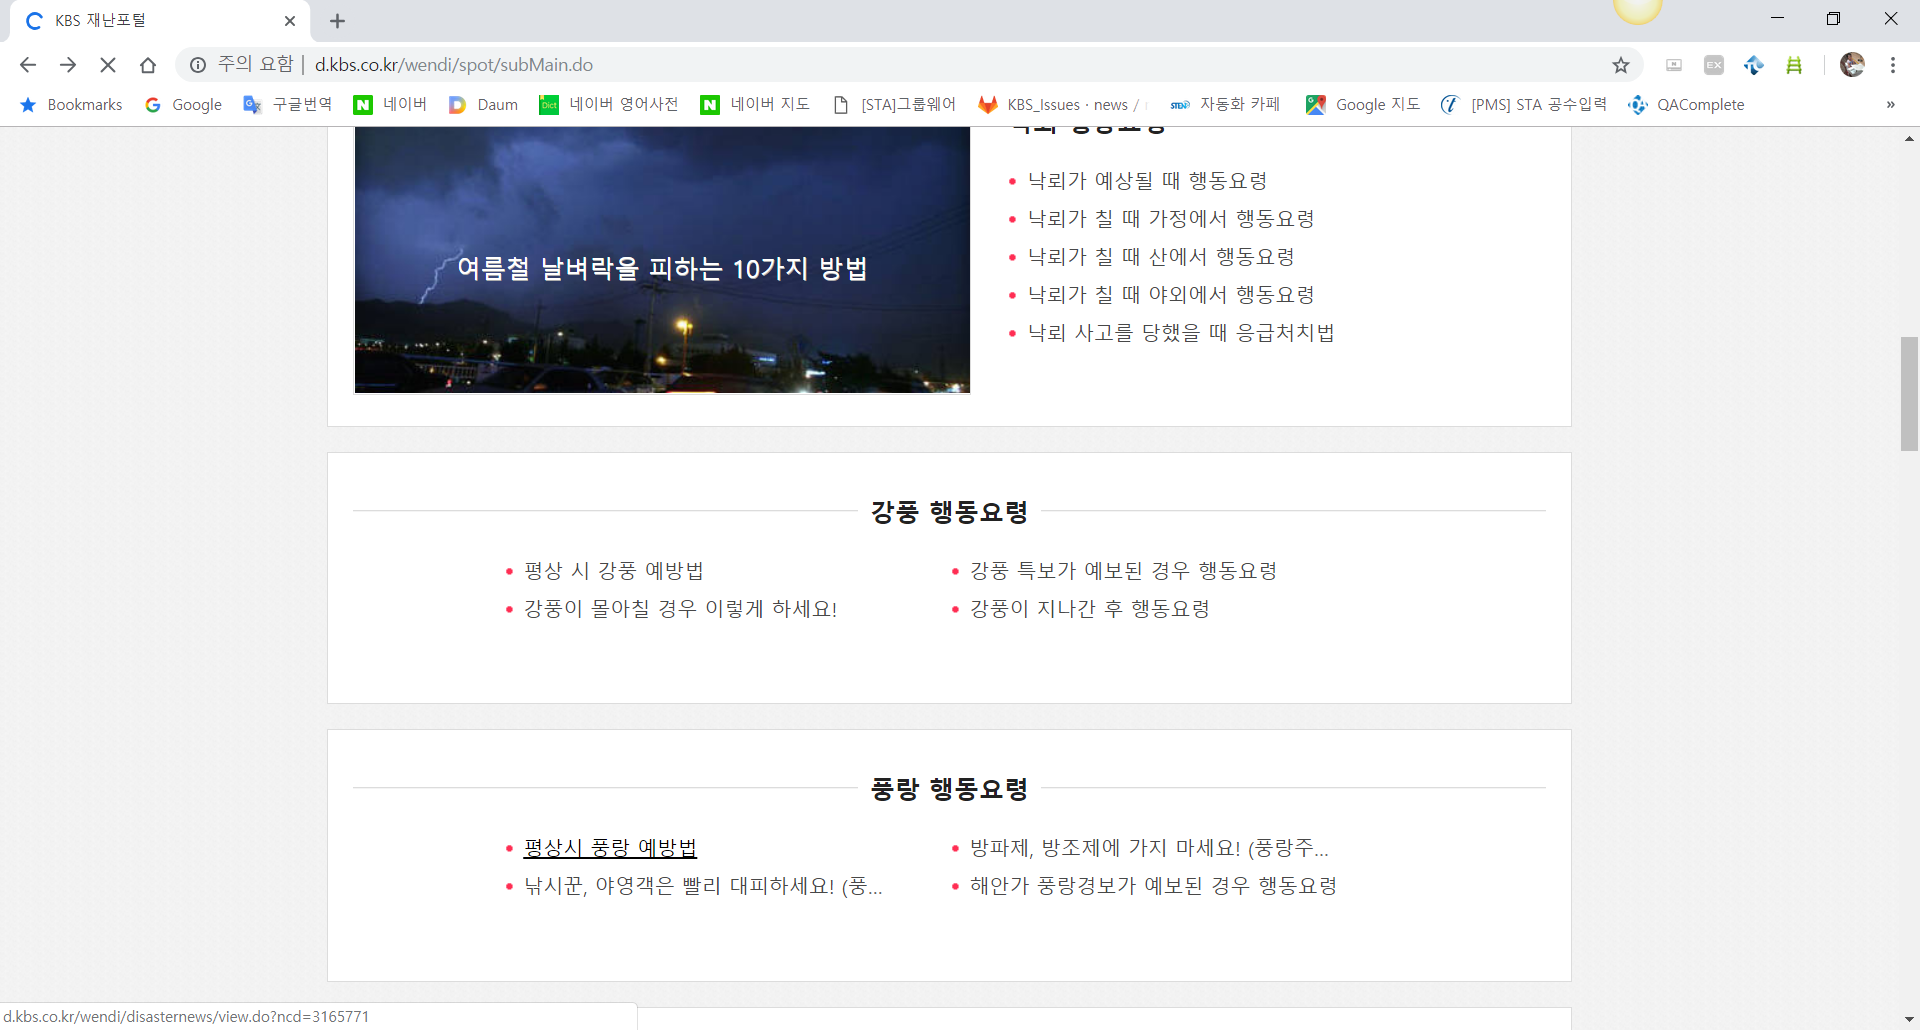 KBS 재난포털
주의 요함 | d.kbs.co.kr/wendi/spot/subMain.do
Bookmarks Google 구글번역 네이버 Daum 네이버 영어사전 네이버 지도 [STA]그룹웨어 KBS_Issues · news / 자동화 카페 Google 지도 [PMS] STA 공수입력 QAComplete »
낙뢰 행동요령
여름철 날벼락을 피하는 10가지 방법
낙뢰가 예상될 때 행동요령
낙뢰가 칠 때 가정에서 행동요령
낙뢰가 칠 때 산에서 행동요령
낙뢰가 칠 때 야외에서 행동요령
낙뢰 사고를 당했을 때 응급처치법
강풍 행동요령
평상 시 강풍 예방법
강풍 특보가 예보된 경우 행동요령
강풍이 몰아칠 경우 이렇게 하세요!
강풍이 지나간 후 행동요령
풍랑 행동요령
평상시 풍랑 예방법
방파제, 방조제에 가지 마세요! (풍랑주...
낚시꾼, 야영객은 빨리 대피하세요! (풍...
해안가 풍랑경보가 예보된 경우 행동요령
d.kbs.co.kr/wendi/disasternews/view.do?ncd=3165771